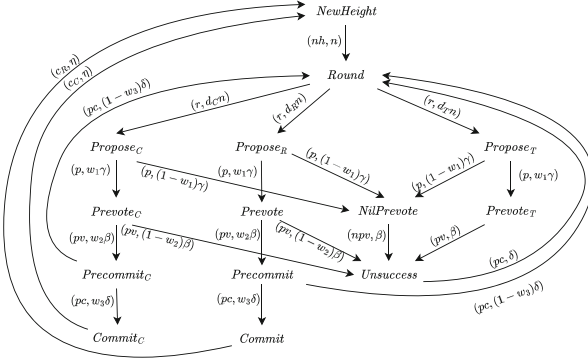 NewHeight
(nh, n)
(c_R, η)
(c_C, η)
Round
(pc, (1 − w_3)δ)
(r, d_C n)
(r, d_R n)
(r, d_T n)
Propose_C
Propose_R
Propose_T
(p, w_1γ)
(p, (1 − w_1)γ)
(p, w_1γ)
(p, (1 − w_1)γ)
(p, (1 − w_1)γ)
(p, w_1γ)
Prevote_C
Prevote
NilPrevote
Prevote_T
(pv, w_2β)
(pv, (1 − w_2)β)
(pv, w_2β)
(pv, (1 − w_2)β)
(npv, β)
(pv, β)
Precommit_C
Precommit
Unsuccess
(pc, δ)
(pc, w_3δ)
(pc, w_3δ)
(pc, (1 − w_3)δ)
Commit_C
Commit